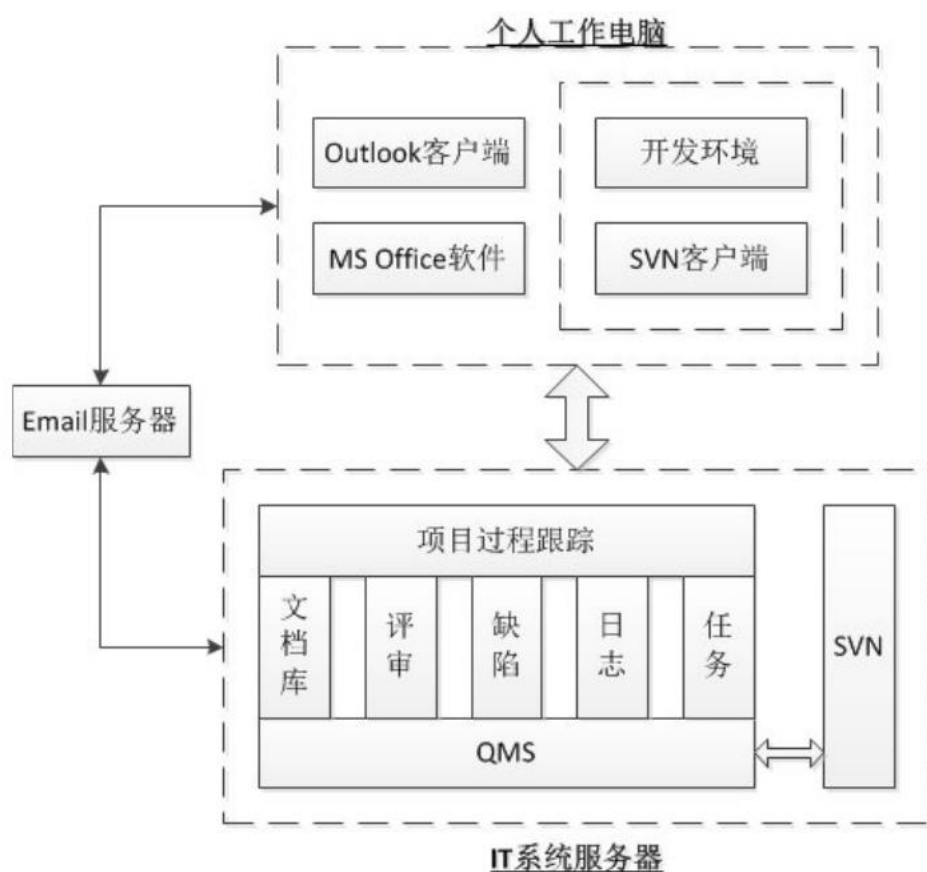 个人工作电脑
Outlook客户端
开发环境
MS Office软件
SVN客户端
Email服务器
项目过程跟踪
文档库
评审
缺陷
日志
任务
SVN
QMS
IT系统服务器